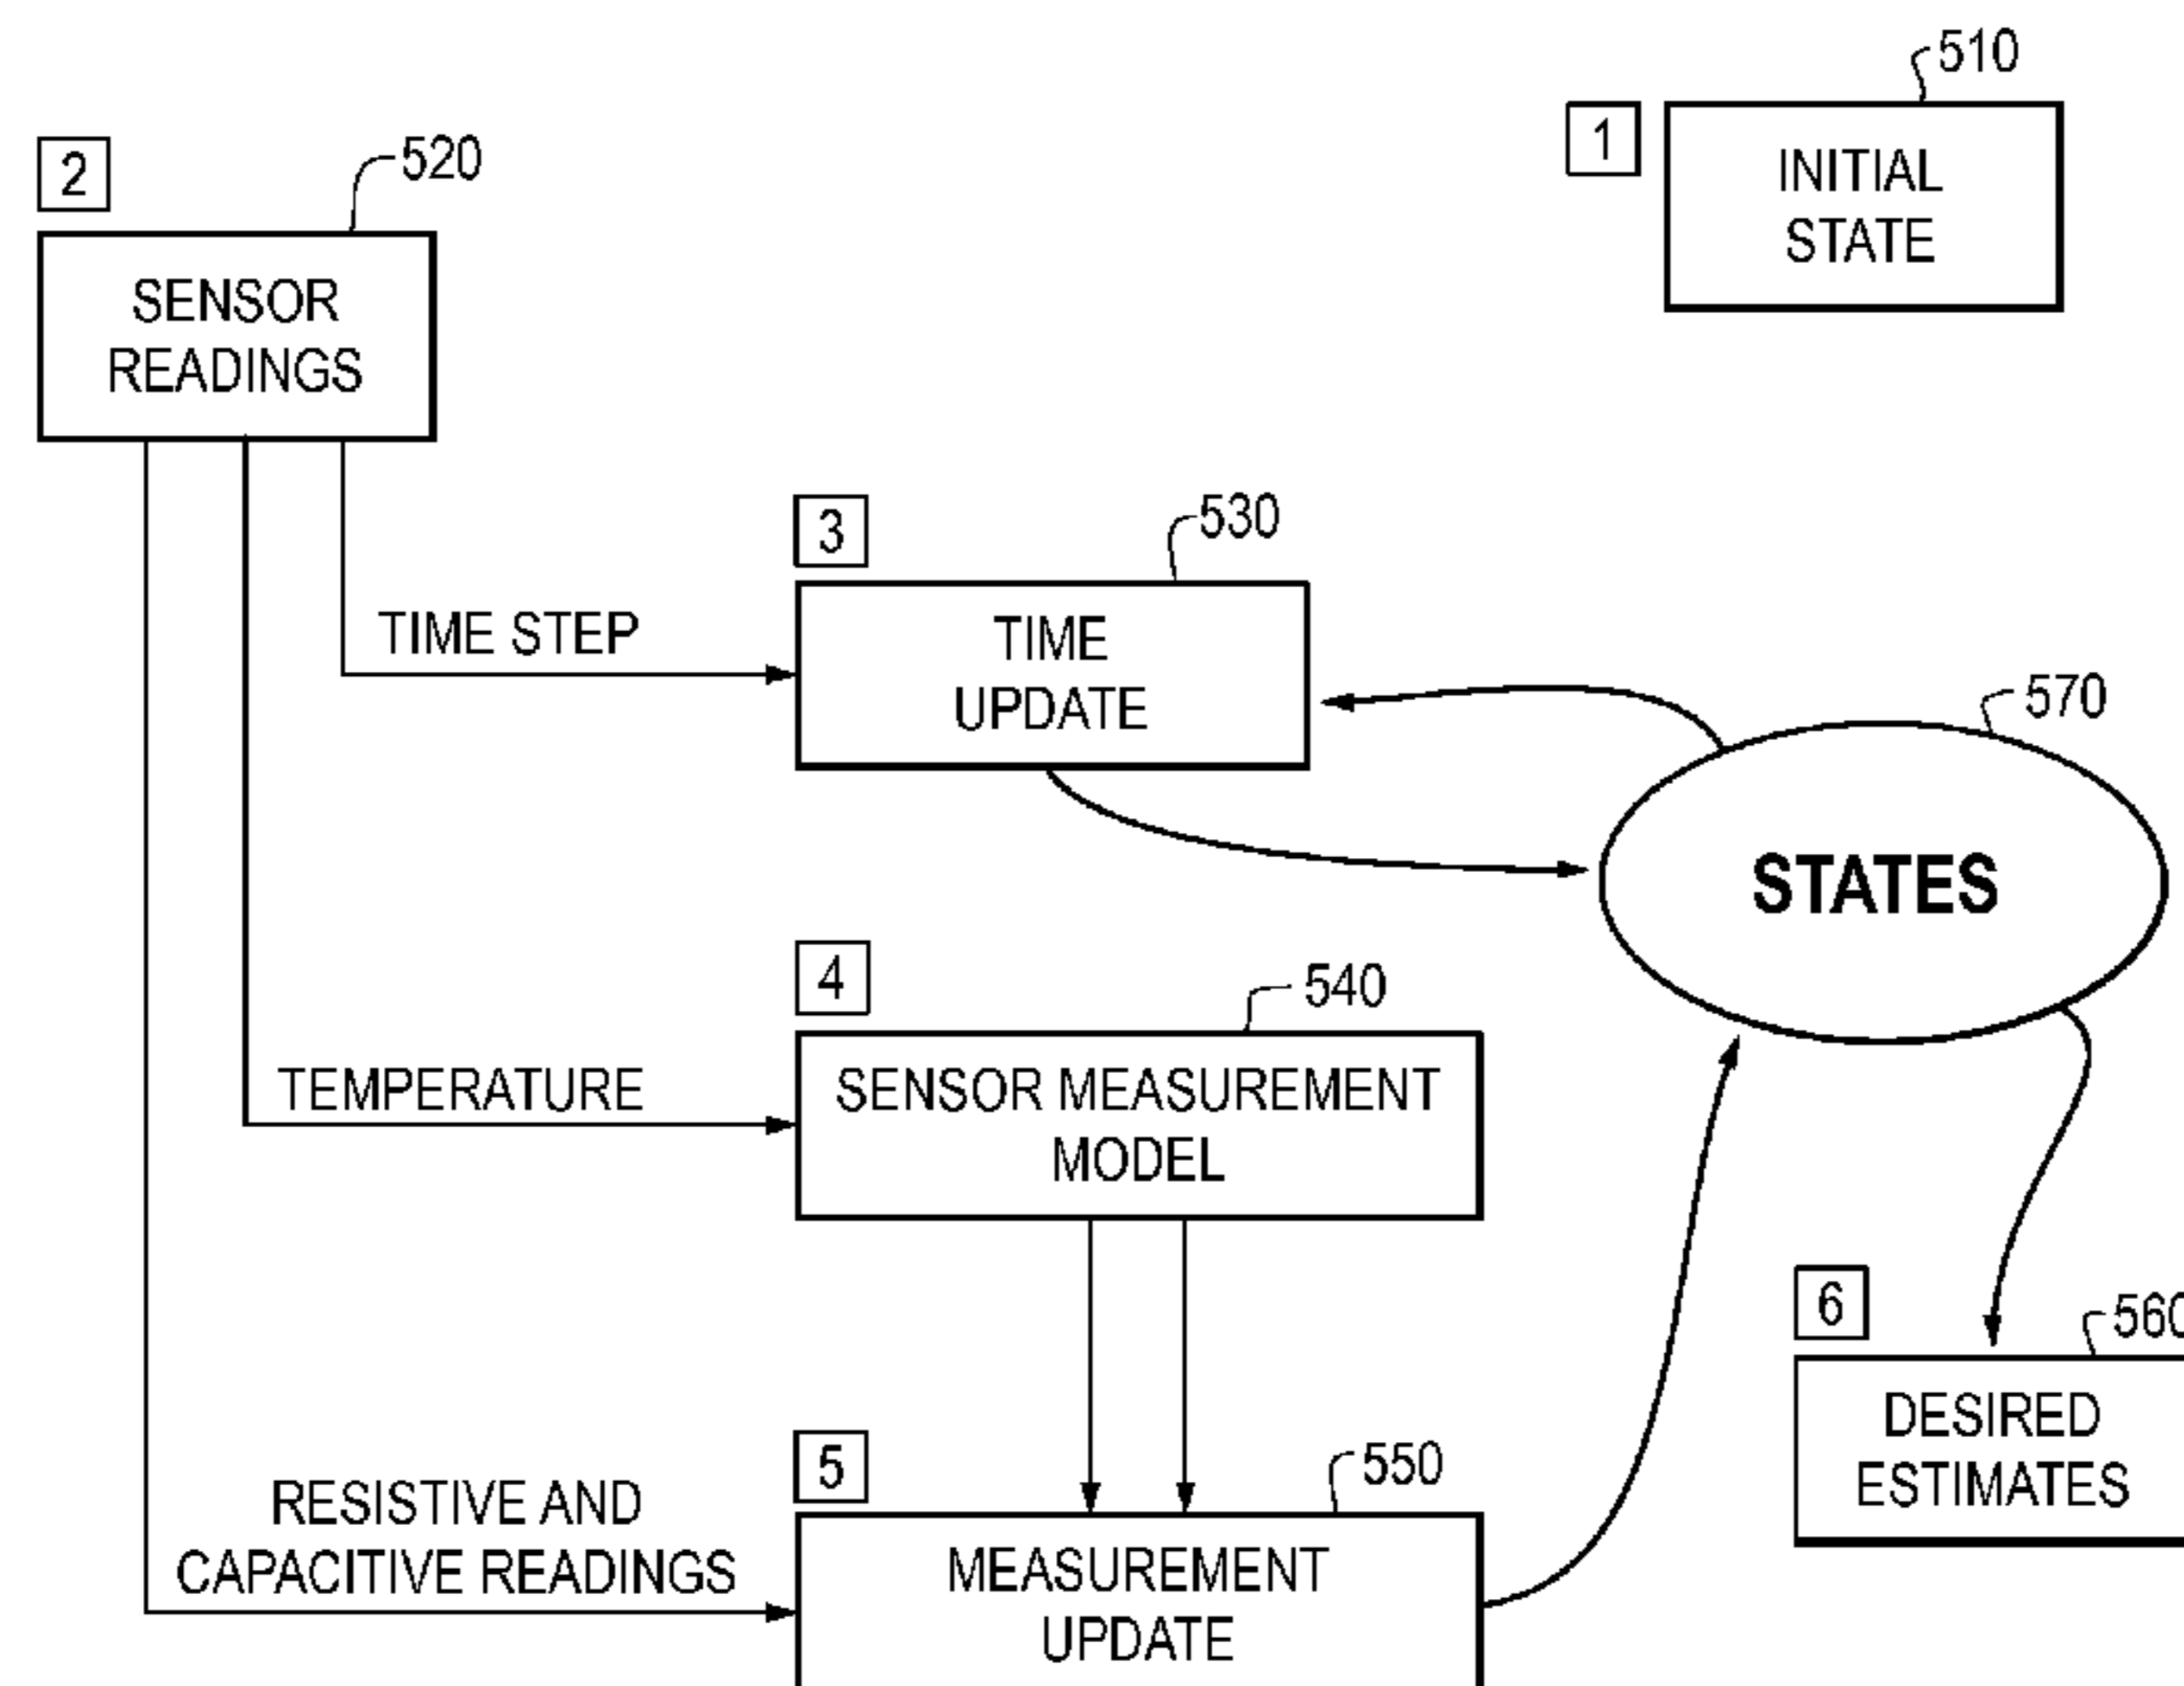 510
1
INITIAL
STATE
2
520
SENSOR
READINGS
3
530
TIME STEP
TIME
UPDATE
570
STATES
4
540
TEMPERATURE
SENSOR MEASUREMENT
MODEL
6
560
DESIRED
ESTIMATES
5
550
RESISTIVE AND
CAPACITIVE READINGS
MEASUREMENT
UPDATE